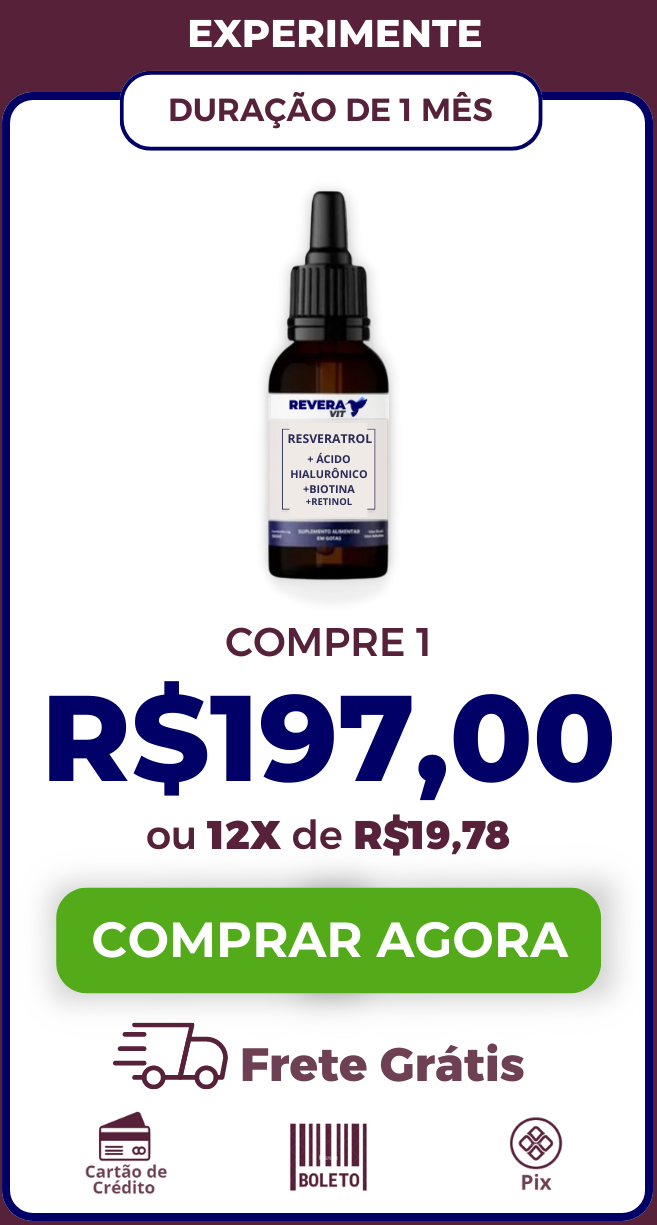 EXPERIMENTE
DURAÇÃO DE 1 MÊS
REVERA
VIT
RESVERATROL
+ ÁCIDO
HIALURÔNICO
+BIOTINA
+RETINOL
SUPLEMENTO ALIMENTAR
EM GOTAS
COMPRE 1
R$197,00
ou 12X de R$19,78
COMPRAR AGORA
Frete Grátis
Cartão de
Crédito
BOLETO
Pix